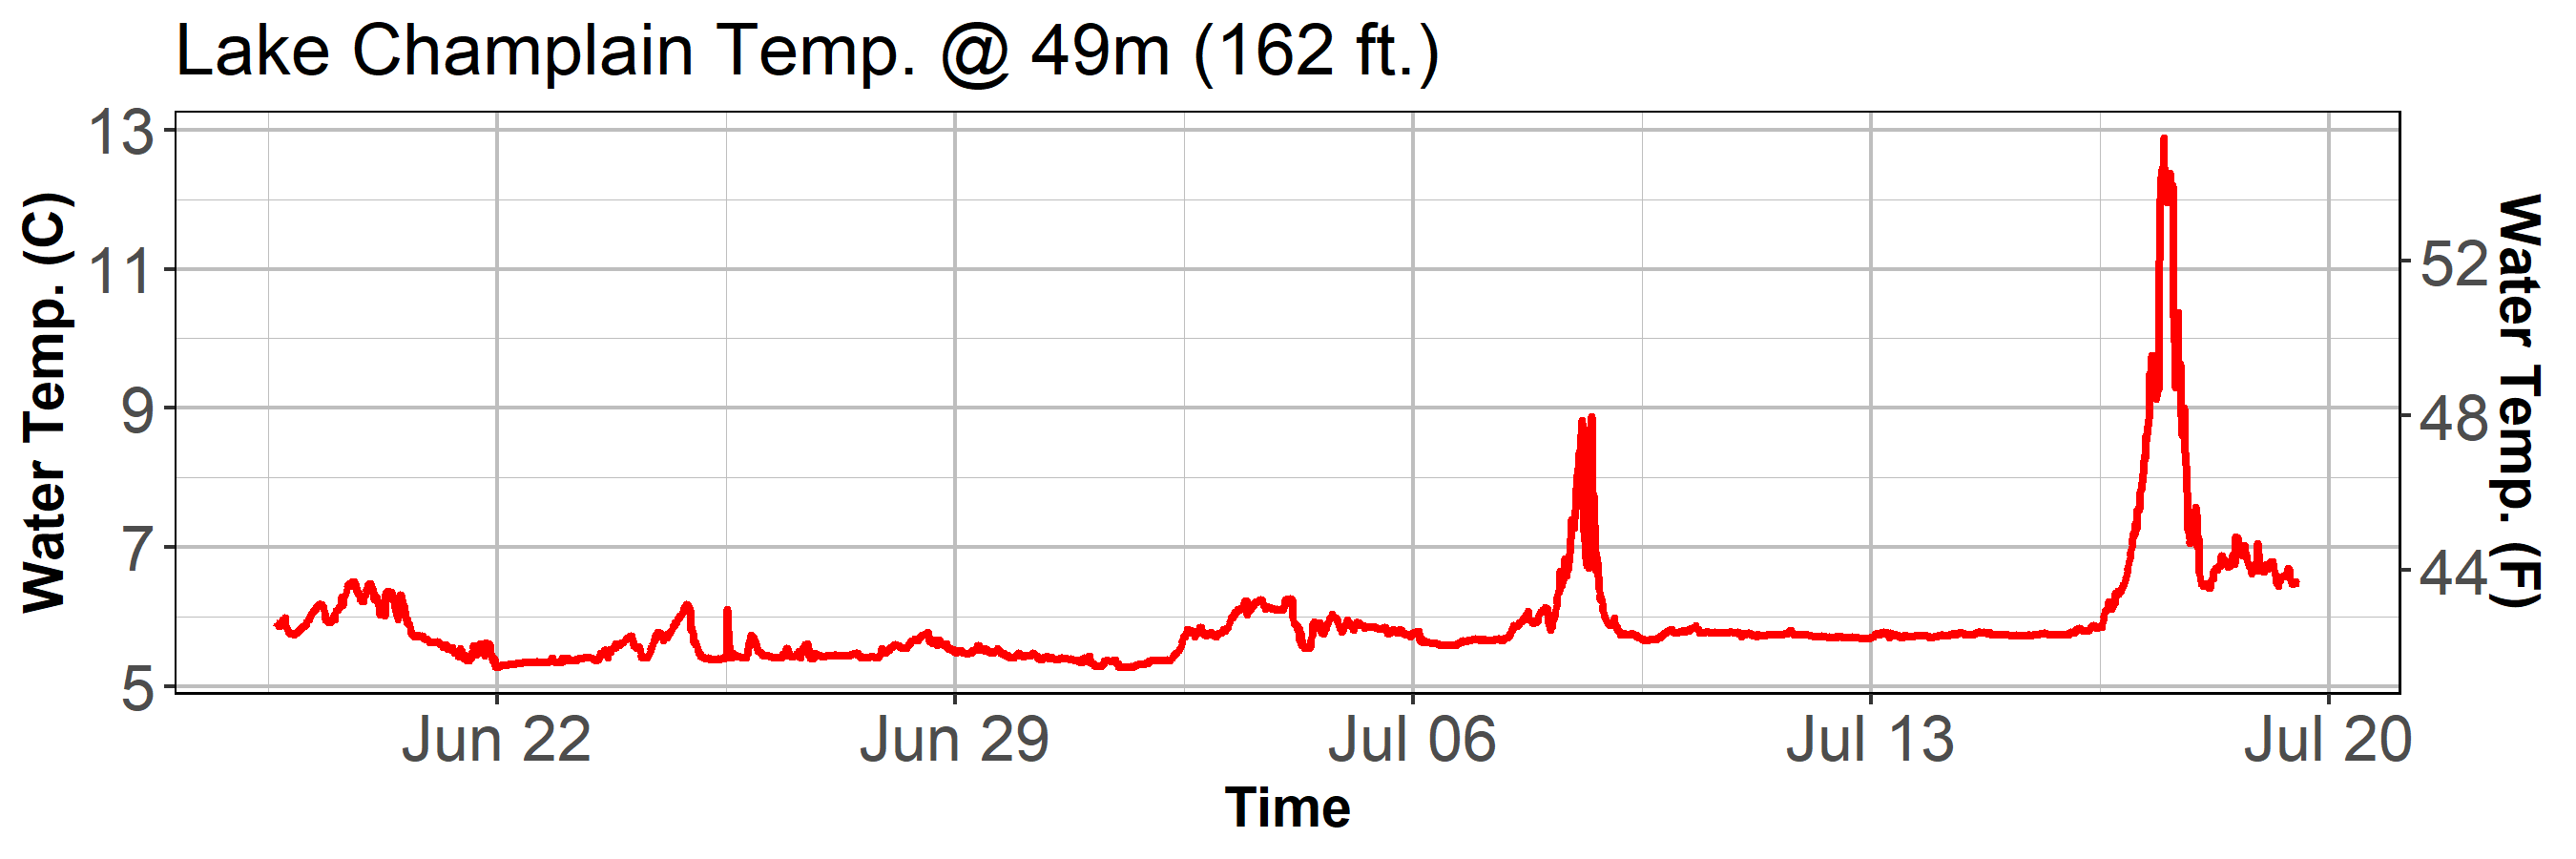 Lake Champlain Temp. @ 49m (162 ft.)
Water Temp. (C)
13
11
9
7
5
52
48
44
Water Temp. (F)
Jun 22
Jun 29
Jul 06
Jul 13
Jul 20
Time